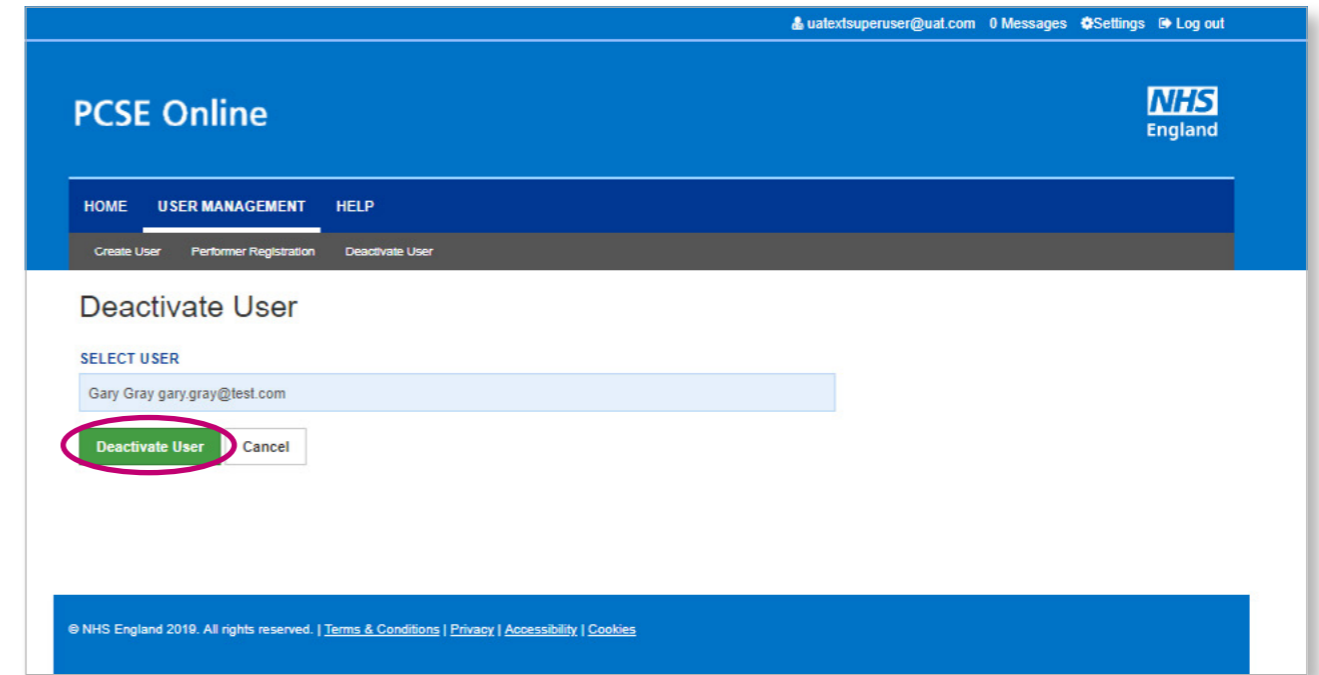 uatextsuperuser@uat.com 0 Messages Settings Log out
PCSE Online
NHS
England
HOME USER MANAGEMENT HELP
Create User Performer Registration Deactivate User
Deactivate User
SELECT USER
Gary Gray gary.gray@test.com
Deactivate User Cancel
© NHS England 2019. All rights reserved. | Terms & Conditions | Privacy | Accessibility | Cookies